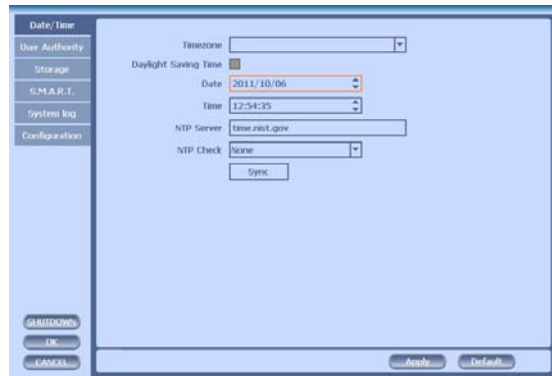 Date/Time
User Authority
Storage
S.M.A.R.T.
System log
Configuration
Timezone
Daylight Saving Time
Date 2011/10/06
Time 12:54:35
NTP Server time.nist.gov
NTP Check None
Sync
SHUTDOWN
OK
CANCEL
Apply
Default